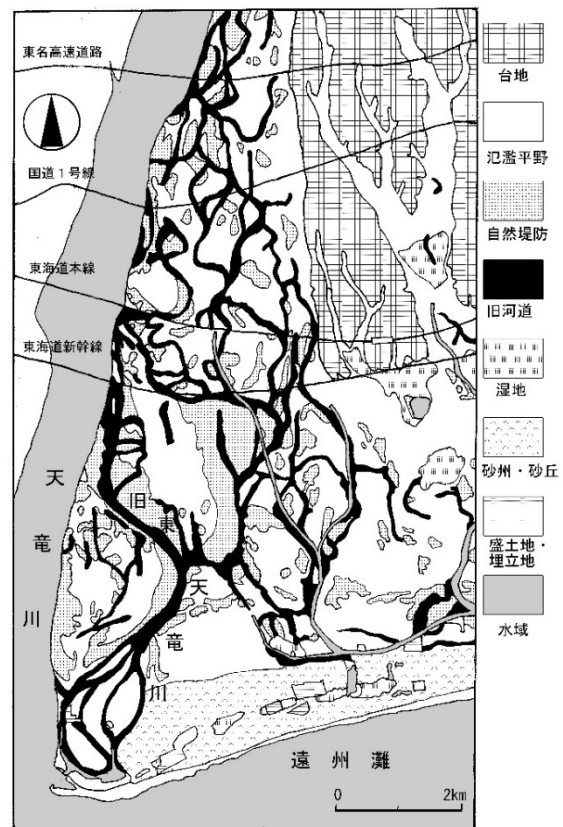 東名高速道路
国道1号線
東海道本線
東海道新幹線
天竜川
旧東天竜川
遠州灘
0 2km
台地
氾濫平野
自然堤防
旧河道
湿地
砂州・砂丘
盛土地・
埋立地
水域